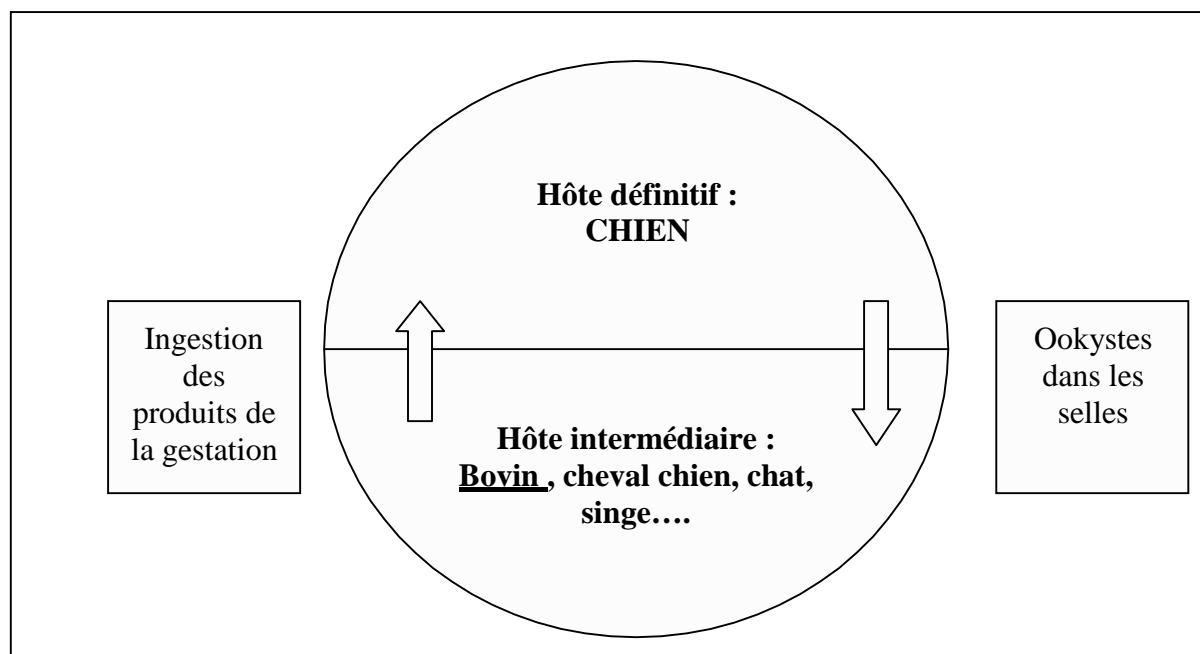 Hôte définitif :
CHIEN
Ingestion
des
produits de
la gestation
Ookystes
dans les
selles
Hôte intermédiaire :
Bovin , cheval chien, chat,
singe….